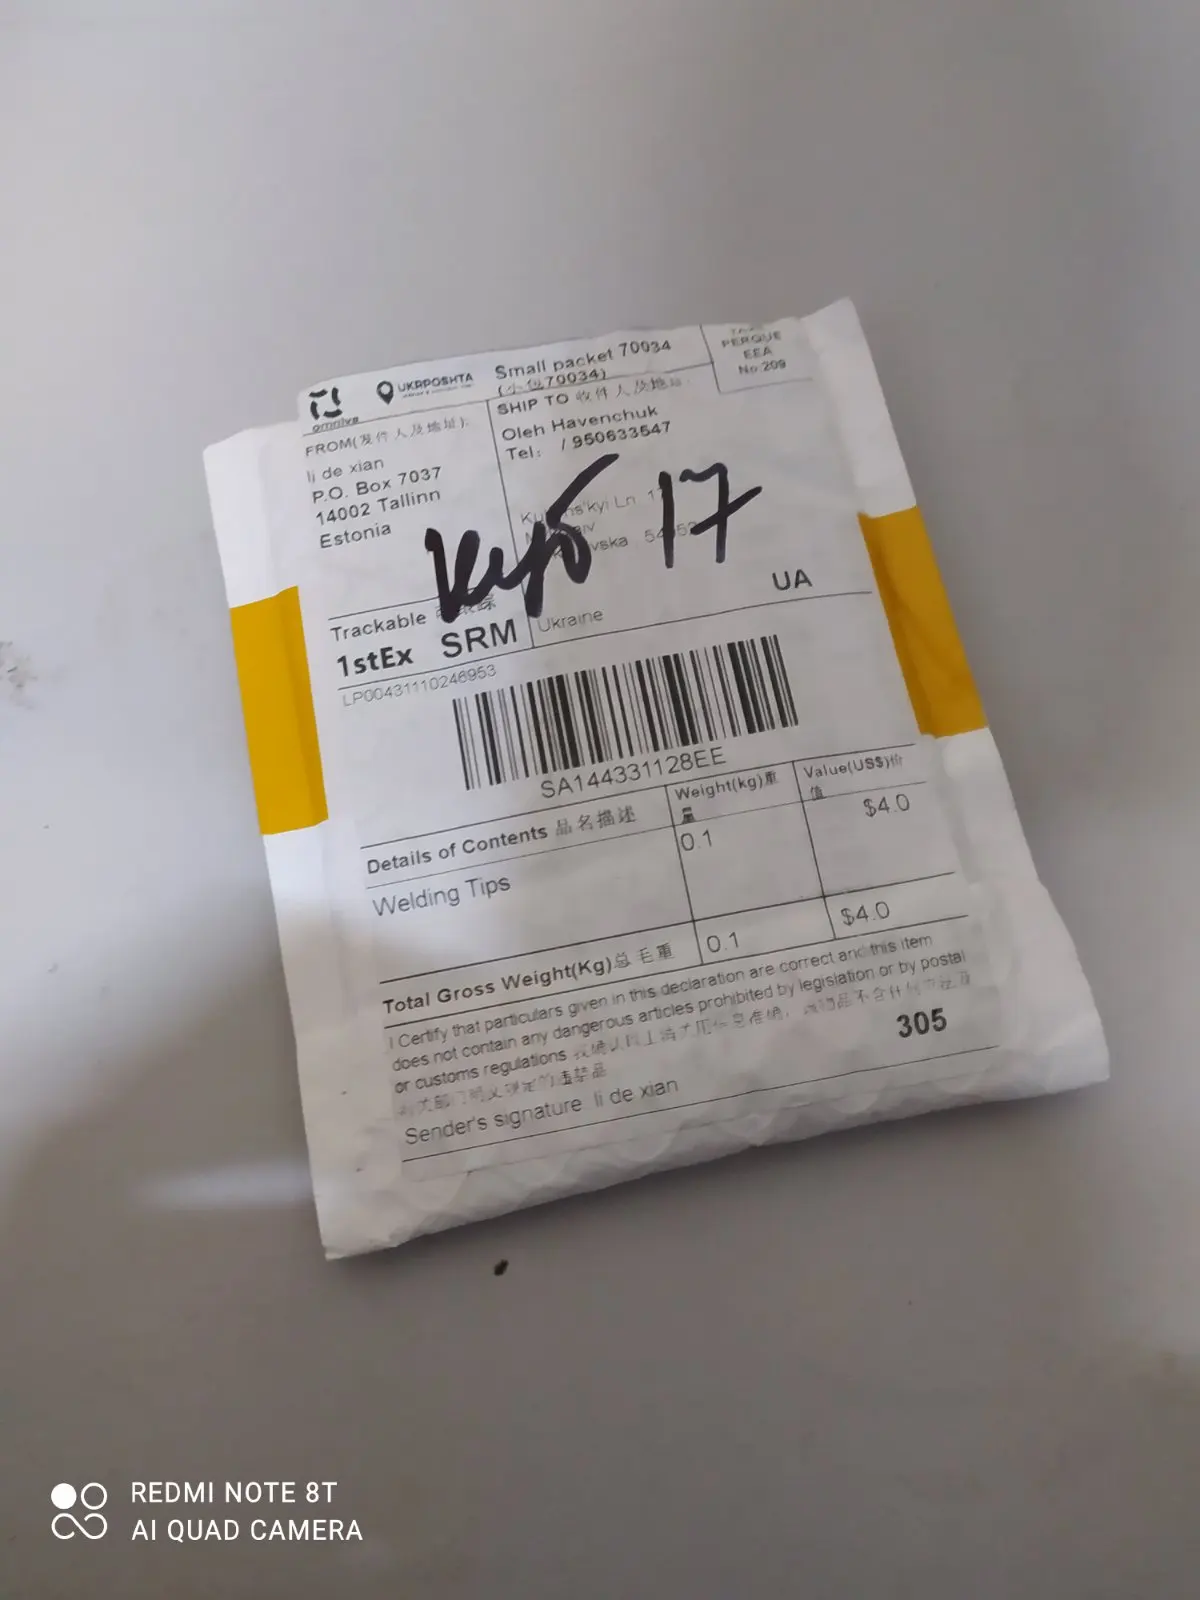 omniva
UKRPOSHTA
Small packet 70034
(小包70034)
PERQUE
EEA
No 209
FROM(发件人及地址):
li de xian
P.O. Box 7037
14002 Tallinn
Estonia
SHIP TO 收件人及地址:
Oleh Havenchuk
Tel: / 950633547
Ln 17
Куб 17
UA
Ukraine
Trackable
1stEx SRM
LP00431110246953
SA144331128EE
Details of Contents 品名描述
Weight(kg)重量
Value(US$)价值
Welding Tips
0.1
$4.0
Total Gross Weight(Kg)总毛重
0.1
$4.0
I Certify that particulars given in this declaration are correct and this item
does not contain any dangerous articles prohibited by legislation or by postal
or customs regulations
305
Sender's signature li de xian
REDMI NOTE 8T
AI QUAD CAMERA